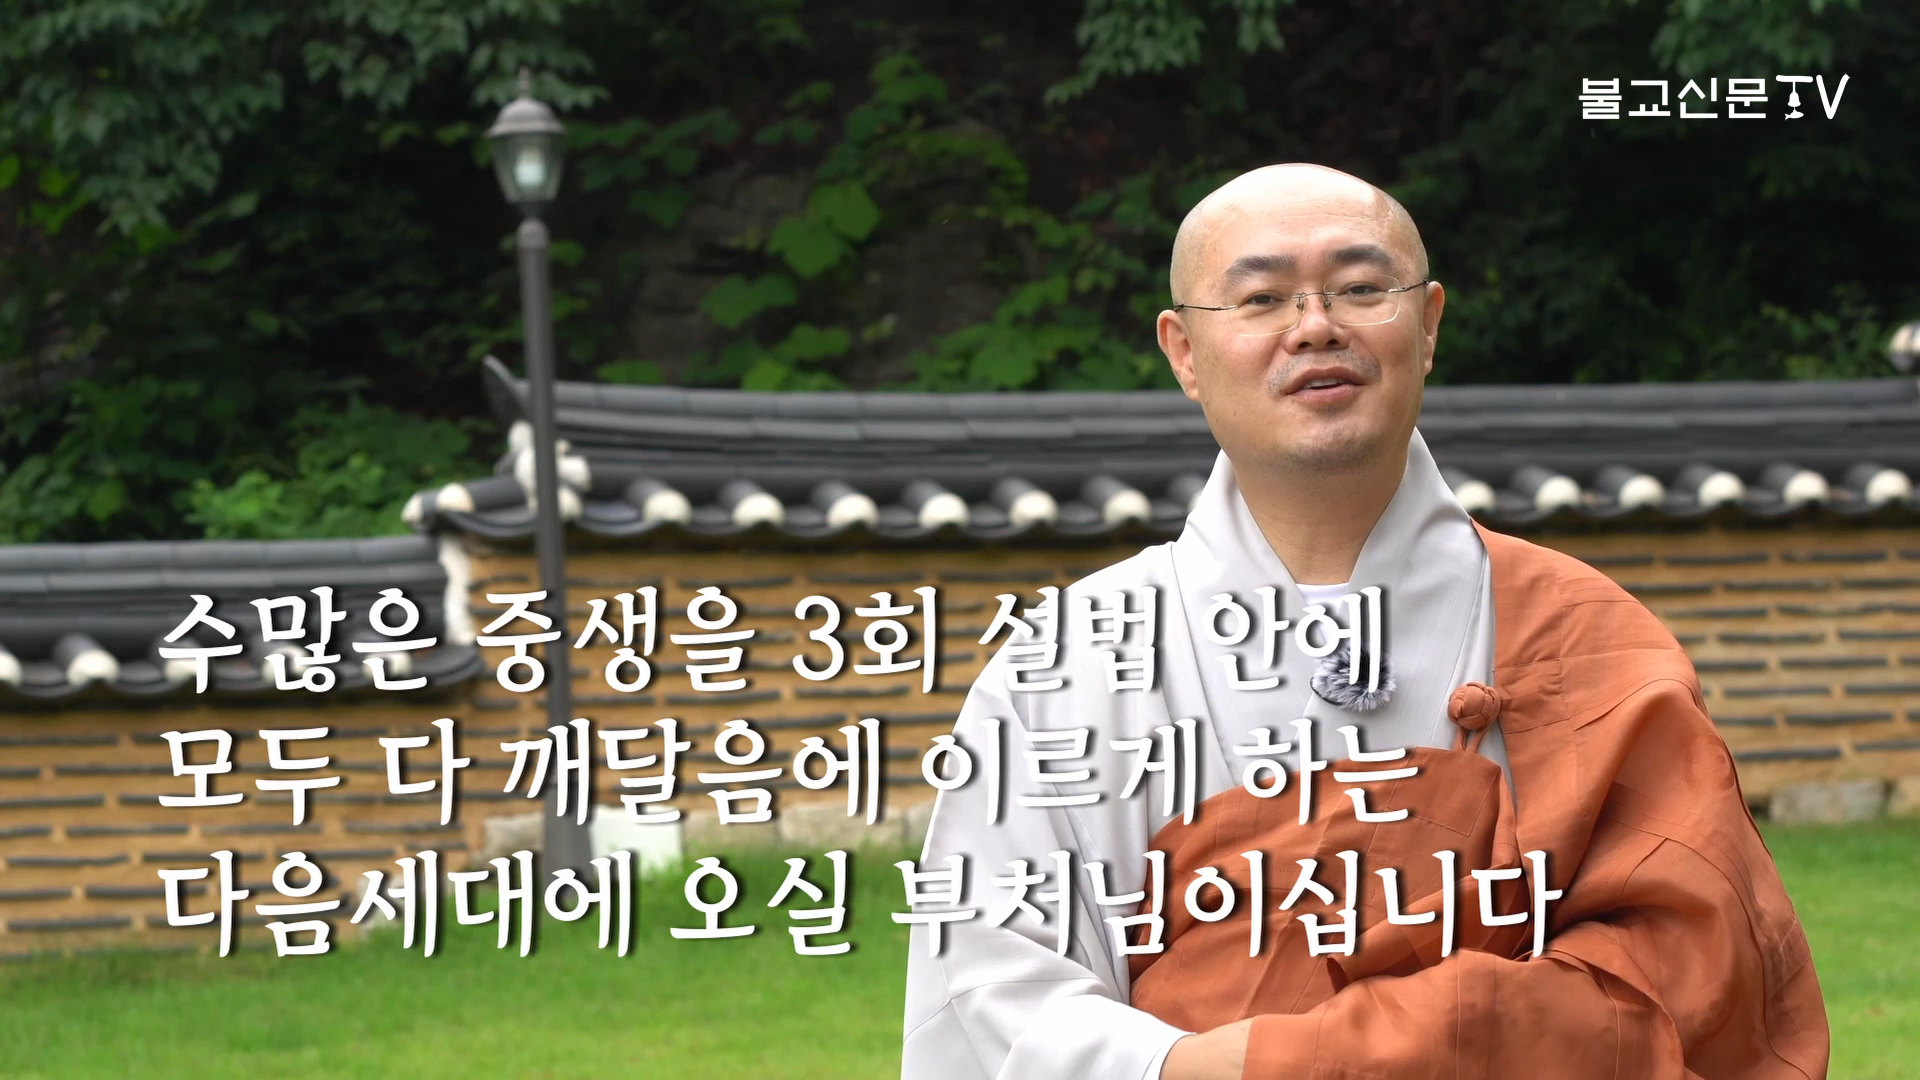 불교신문TV
수많은 중생을 3회 설법 안에
모두 다 깨달음에 이르게 하는
다음세대에 오실 부처님이십니다